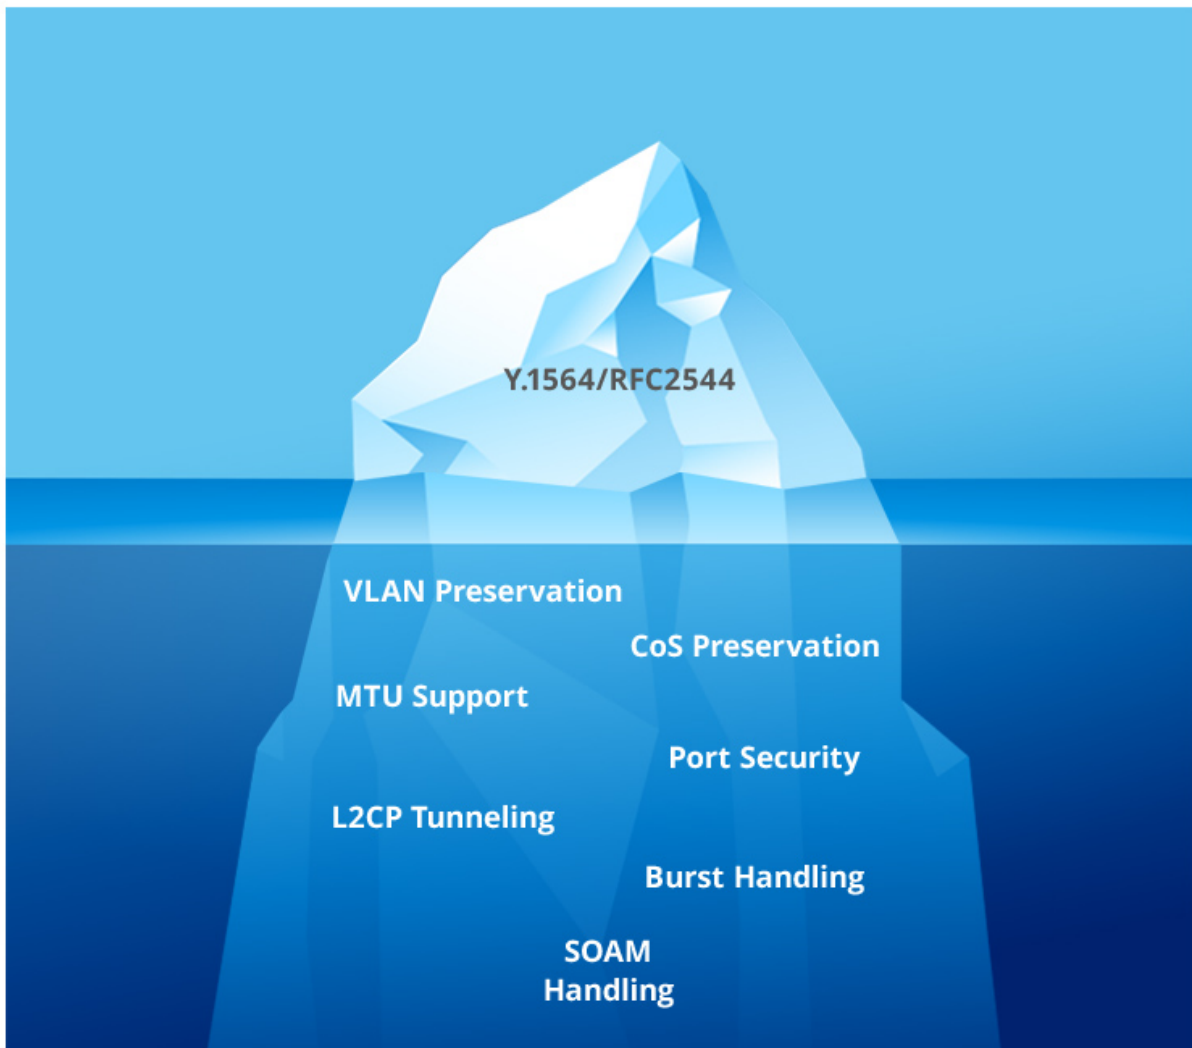 Y.1564/RFC2544
VLAN Preservation
CoS Preservation
MTU Support
Port Security
L2CP Tunneling
Burst Handling
SOAM
Handling